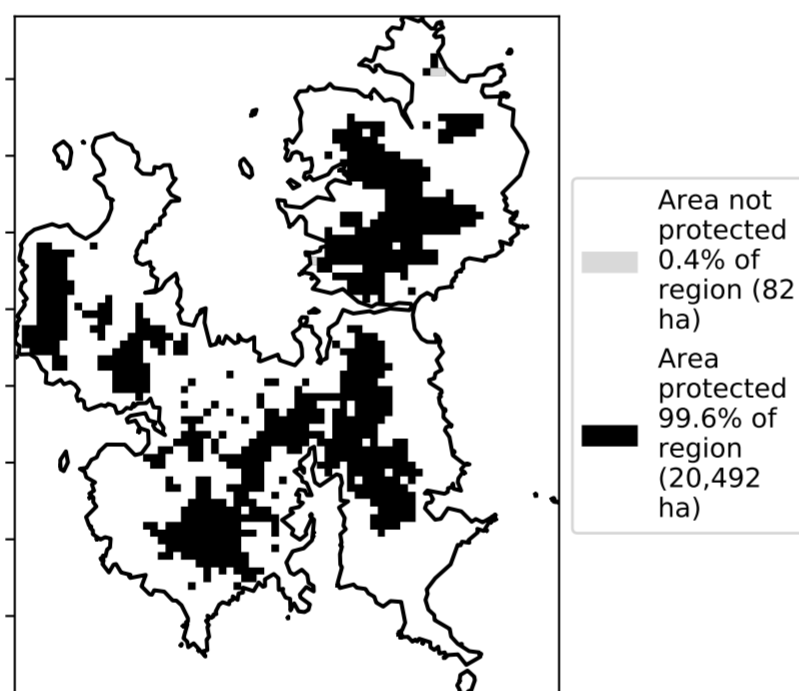 Area not
protected
0.4% of
region (82
ha)
Area
protected
99.6% of
region
(20,492
ha)